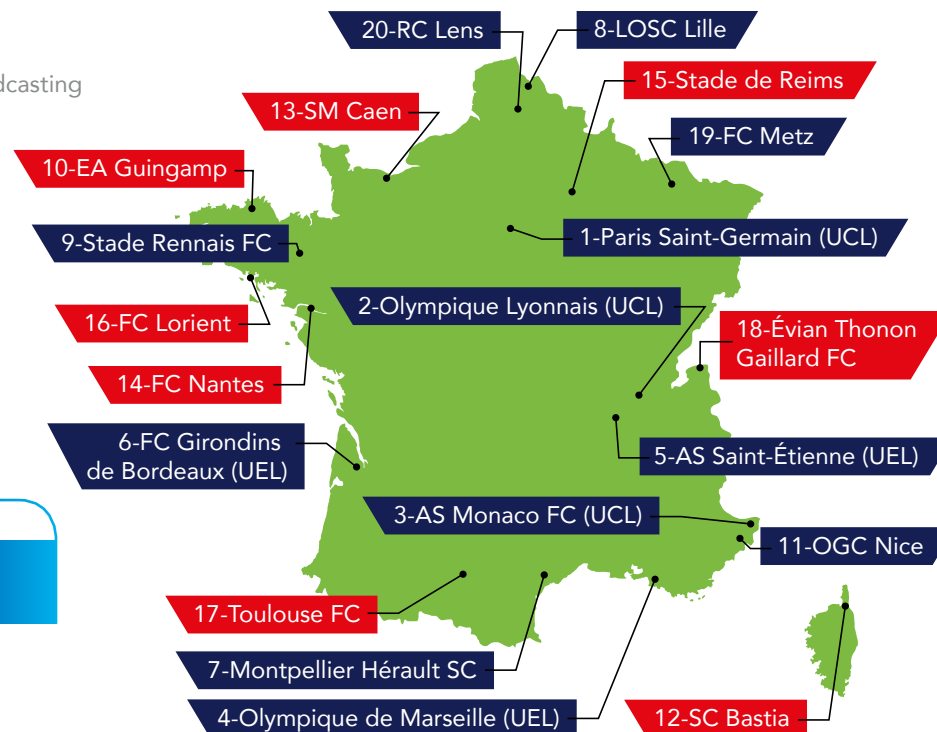 20-RC Lens
8-LOSC Lille
dcasting
15-Stade de Reims
13-SM Caen
19-FC Metz
10-EA Guingamp
9-Stade Rennais FC
1-Paris Saint-Germain (UCL)
2-Olympique Lyonnais (UCL)
16-FC Lorient
18-Évian Thonon
Gaillard FC
14-FC Nantes
6-FC Girondins
de Bordeaux (UEL)
5-AS Saint-Étienne (UEL)
3-AS Monaco FC (UCL)
11-OGC Nice
17-Toulouse FC
7-Montpellier Hérault SC
4-Olympique de Marseille (UEL)
12-SC Bastia